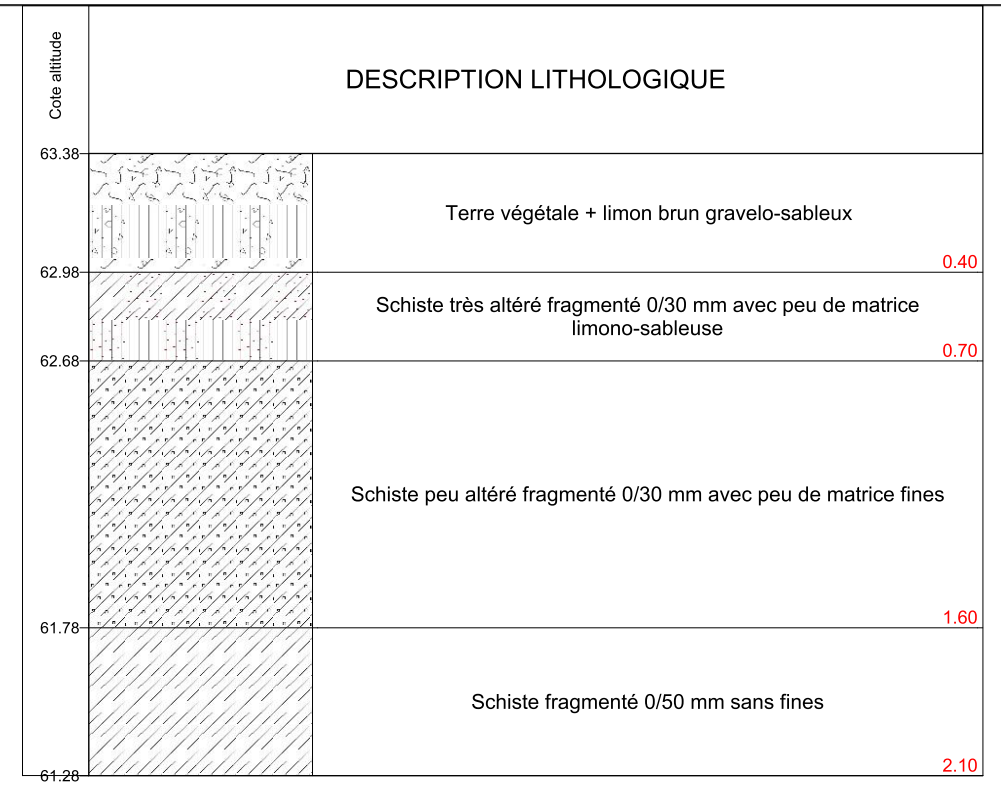 Cote altitude
DESCRIPTION LITHOLOGIQUE
63.38
Terre végétale + limon brun gravelo-sableux
0.40
62.98
Schiste très altéré fragmenté 0/30 mm avec peu de matrice
limono-sableuse
0.70
62.68
Schiste peu altéré fragmenté 0/30 mm avec peu de matrice fines
1.60
61.78
Schiste fragmenté 0/50 mm sans fines
2.10
61.28